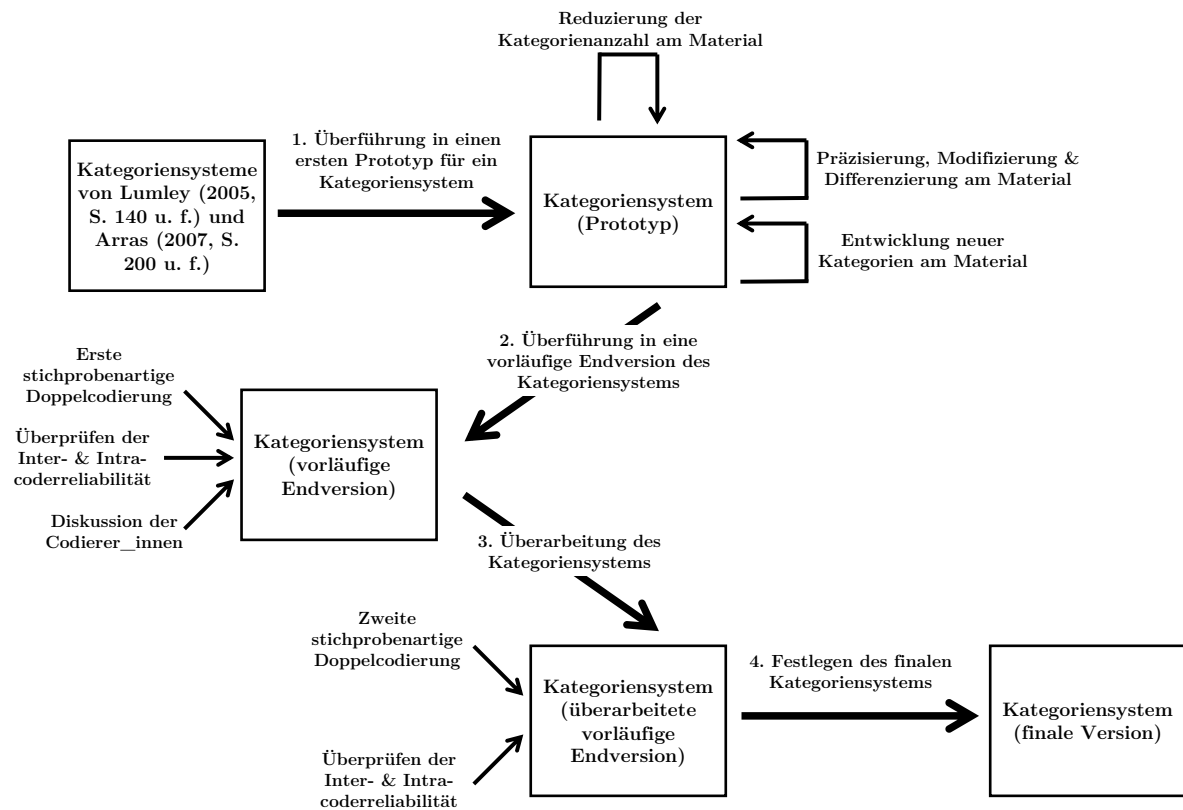 Reduzierung der
Kategorienanzahl am Material
1. Überführung in einen
ersten Prototyp für ein
Kategoriensystem
Kategoriensysteme
von Lumley (2005,
S. 140 u. f.) und
Arras (2007, S.
200 u. f.)
Kategoriensystem
(Prototyp)
Präzisierung, Modifizierung &
Differenzierung am Material
Entwicklung neuer
Kategorien am Material
2. Überführung in eine
vorläufige Endversion des
Kategoriensystems
Erste
stichprobenartige
Doppelcodierung
Überprüfen der
Inter- & Intra-
coderreliabilität
Diskussion der
Codierer_innen
Kategoriensystem
(vorläufige
Endversion)
3. Überarbeitung des
Kategoriensystems
Zweite
stichprobenartige
Doppelcodierung
Überprüfen der
Inter- & Intra-
coderreliabilität
Kategoriensystem
(überarbeitete
vorläufige
Endversion)
4. Festlegen des finalen
Kategoriensystems
Kategoriensystem
(finale Version)